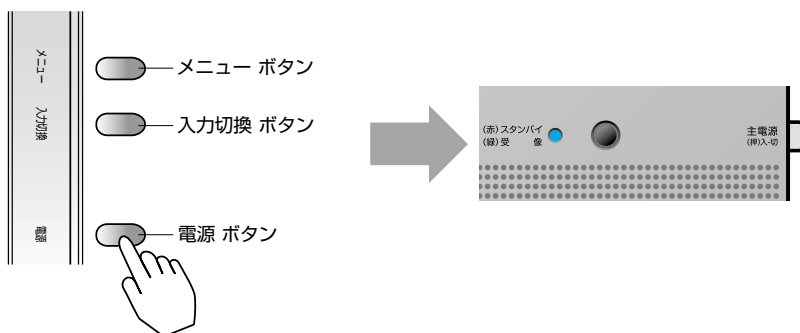 メニュー
入力切換
電源
メニュー ボタン
入力切換 ボタン
電源 ボタン
(赤)スタンバイ
(緑)受 像
主電源
(押)入-切